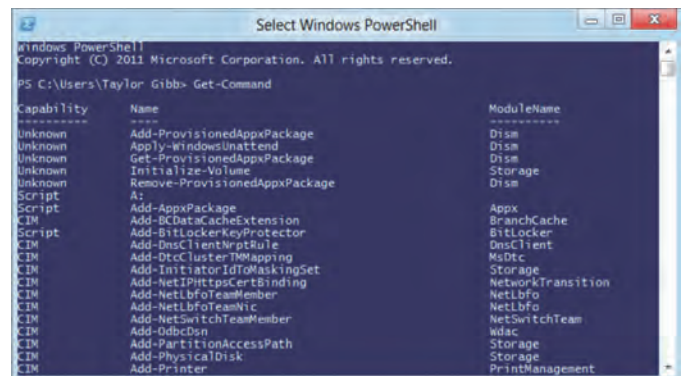 Select Windows PowerShell
Windows PowerShell
Copyright (C) 2011 Microsoft Corporation. All rights reserved.
PS C:\Users\Taylor Gibb> Get-Command
Capability Name ModuleName
---------- ---- ----------
Unknown Add-ProvisionedAppxPackage Dism
Unknown Apply-WindowsUnattend Dism
Unknown Get-ProvisionedAppxPackage Dism
Unknown Initialize-Volume Storage
Unknown Remove-ProvisionedAppxPackage Dism
Script A:
Script Add-AppxPackage Appx
CIM Add-BCDataCacheExtension BranchCache
Script Add-BitLockerKeyProtector BitLocker
CIM Add-DnsClientNrptRule DnsClient
CIM Add-DtcClusterTMMapping MsDtc
CIM Add-InitiatorIdToMaskingSet Storage
CIM Add-NetIPHttpsCertBinding NetworkTransition
CIM Add-NetLbfoTeamMember NetLbfo
CIM Add-NetLbfoTeamNic NetLbfo
CIM Add-NetSwitchTeamMember NetSwitchTeam
CIM Add-OdbcDsn Wdac
CIM Add-PartitionAccessPath Storage
CIM Add-PhysicalDisk Storage
CIM Add-Printer PrintManagement